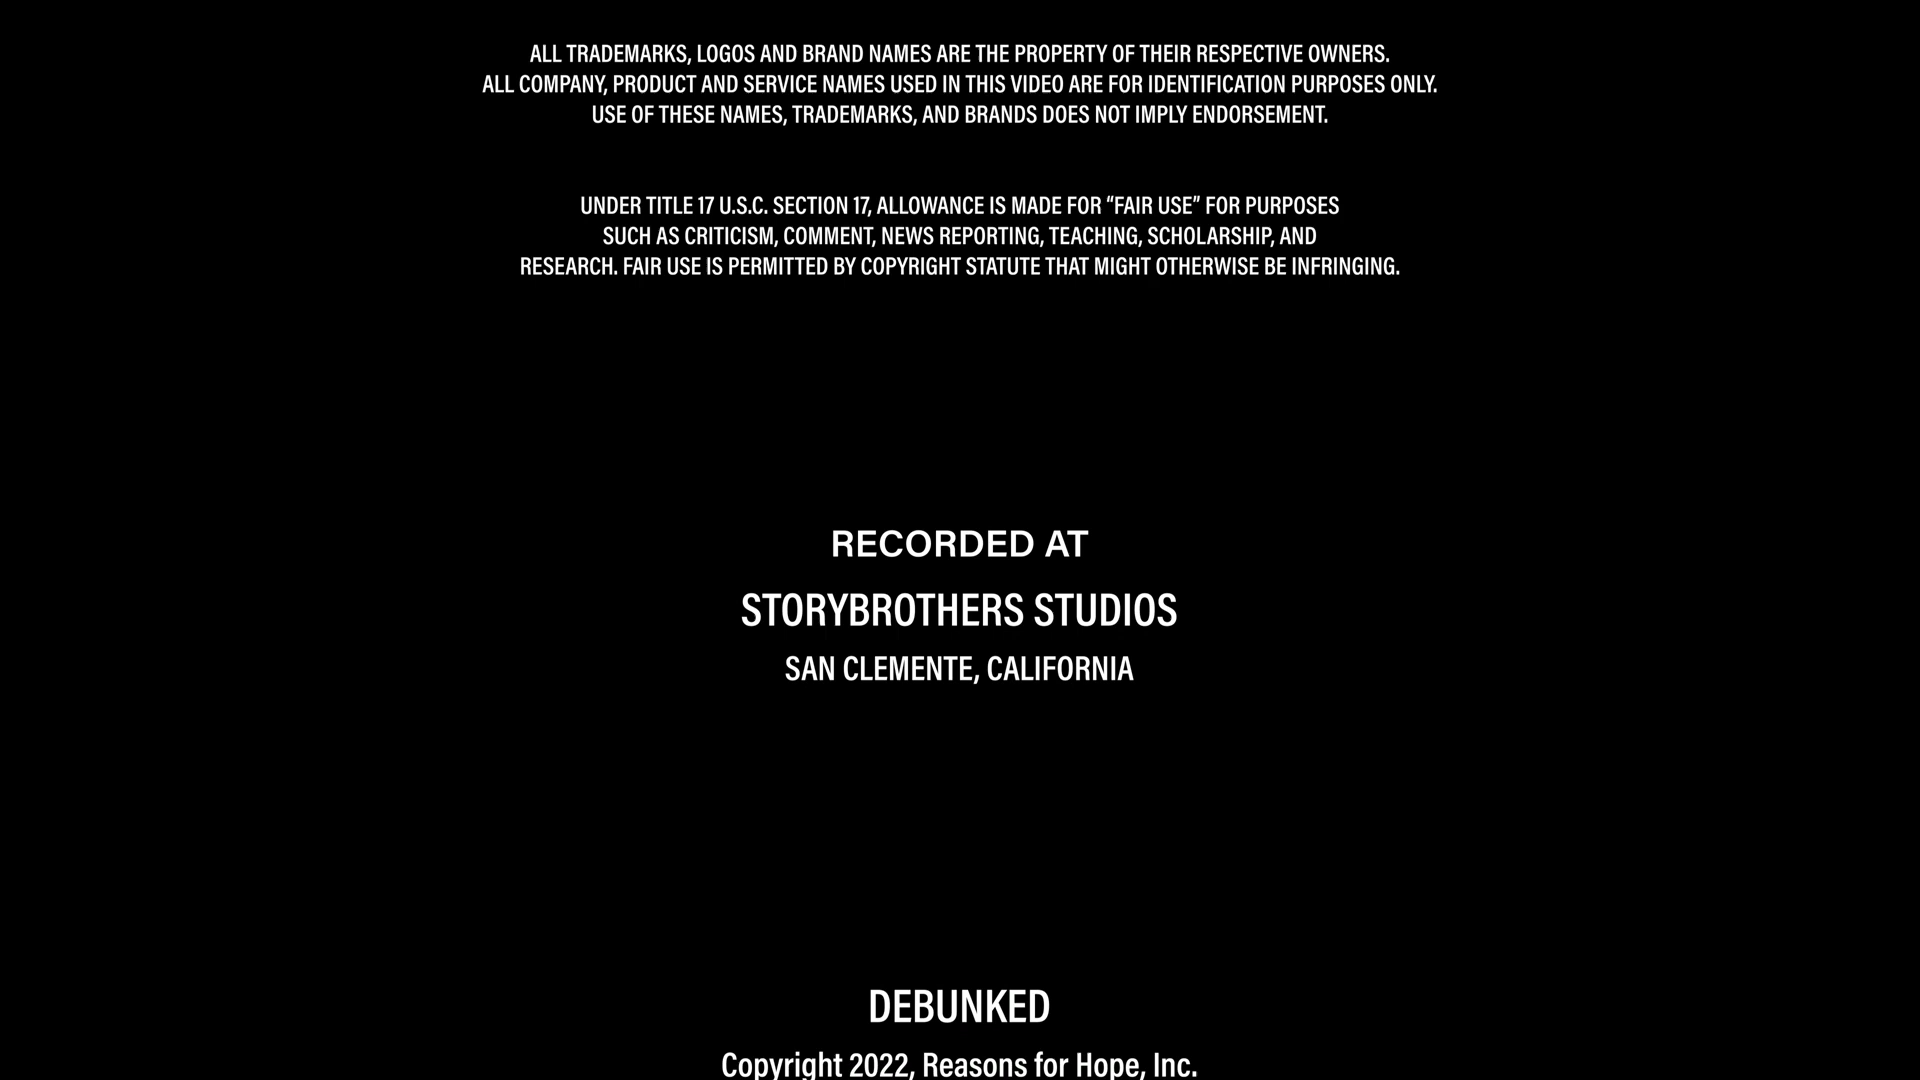 ALL TRADEMARKS, LOGOS AND BRAND NAMES ARE THE PROPERTY OF THEIR RESPECTIVE OWNERS.
ALL COMPANY, PRODUCT AND SERVICE NAMES USED IN THIS VIDEO ARE FOR IDENTIFICATION PURPOSES ONLY.
USE OF THESE NAMES, TRADEMARKS, AND BRANDS DOES NOT IMPLY ENDORSEMENT.
UNDER TITLE 17 U.S.C. SECTION 17, ALLOWANCE IS MADE FOR “FAIR USE” FOR PURPOSES
SUCH AS CRITICISM, COMMENT, NEWS REPORTING, TEACHING, SCHOLARSHIP, AND
RESEARCH. FAIR USE IS PERMITTED BY COPYRIGHT STATUTE THAT MIGHT OTHERWISE BE INFRINGING.
RECORDED AT
STORYBROTHERS STUDIOS
SAN CLEMENTE, CALIFORNIA
DEBUNKED
Copyright 2022, Reasons for Hope, Inc.